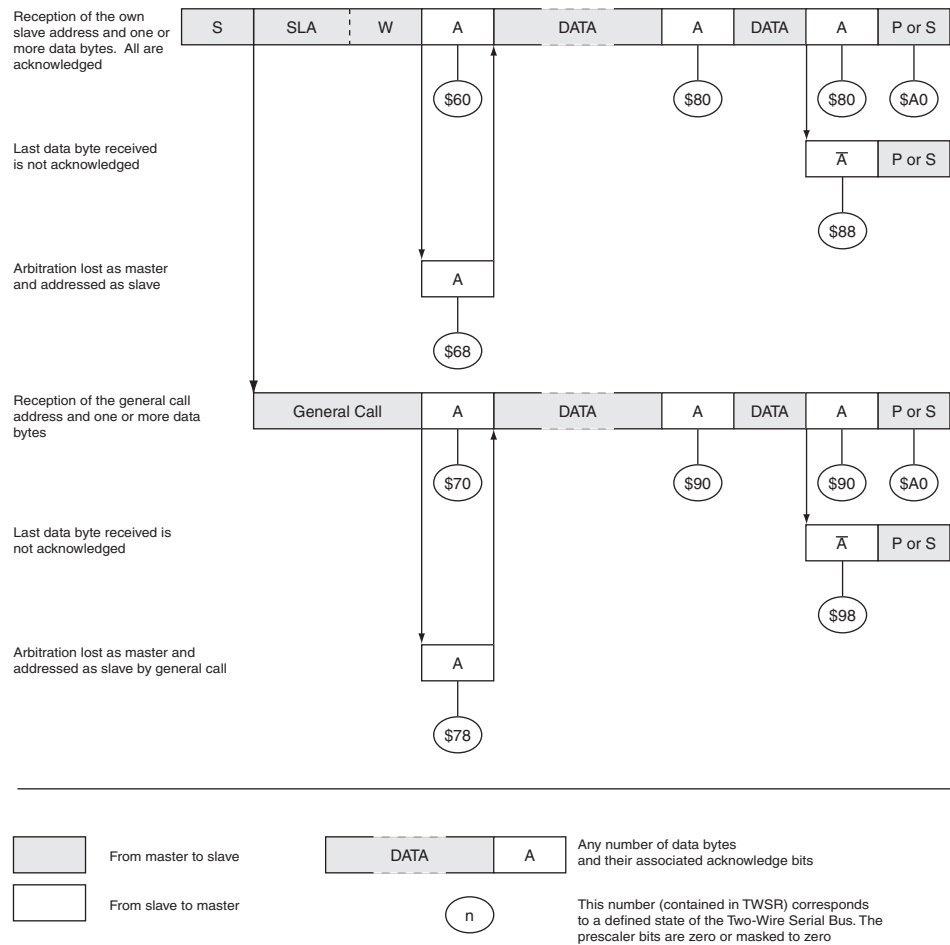 Reception of the own
slave address and one or
more data bytes. All are
acknowledged
S SLA W A DATA A DATA A P or S
$60 $80 $80 $A0
Last data byte received
is not acknowledged
A̅ P or S
$88
Arbitration lost as master
and addressed as slave
A
$68
Reception of the general call
address and one or more data
bytes
General Call A DATA A DATA A P or S
$70 $90 $90 $A0
Last data byte received is
not acknowledged
A̅ P or S
$98
Arbitration lost as master and
addressed as slave by general call
A
$78
From master to slave
DATA A
Any number of data bytes
and their associated acknowledge bits
From slave to master
n
This number (contained in TWSR) corresponds
to a defined state of the Two-Wire Serial Bus. The
prescaler bits are zero or masked to zero